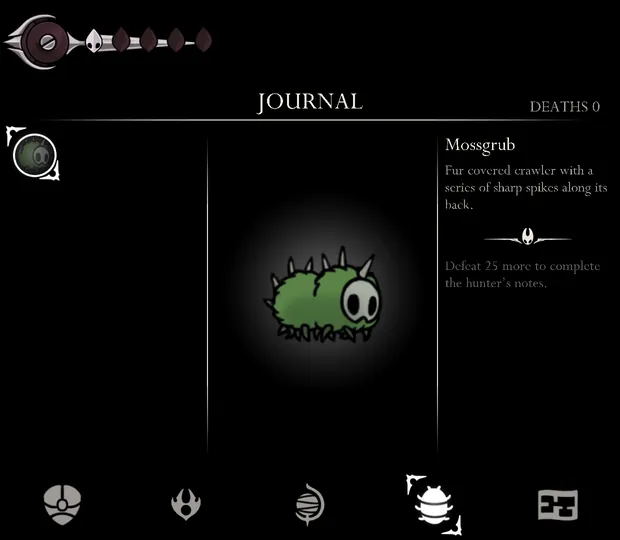 JOURNAL
DEATHS 0
Mossgrub
Fur covered crawler with a
series of sharp spikes along its
back.
Defeat 25 more to complete
the hunter's notes.